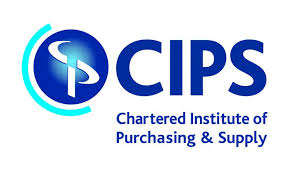 CIPS
Chartered Institute of
Purchasing & Supply